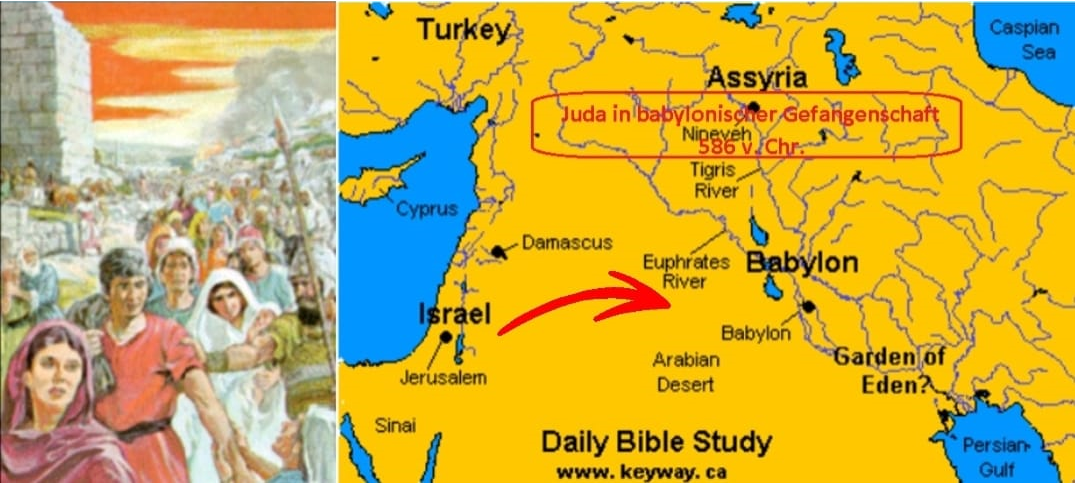 Turkey
Caspian
Sea
Assyria
Juda in babylonischer Gefangenschaft
586 v. Chr.
Nineveh
Tigris
River
Cyprus
Damascus
Euphrates
River
Babylon
Israel
Babylon
Jerusalem
Arabian
Desert
Garden of
Eden?
Sinai
Daily Bible Study
www.keyway.ca
Persian
Gulf